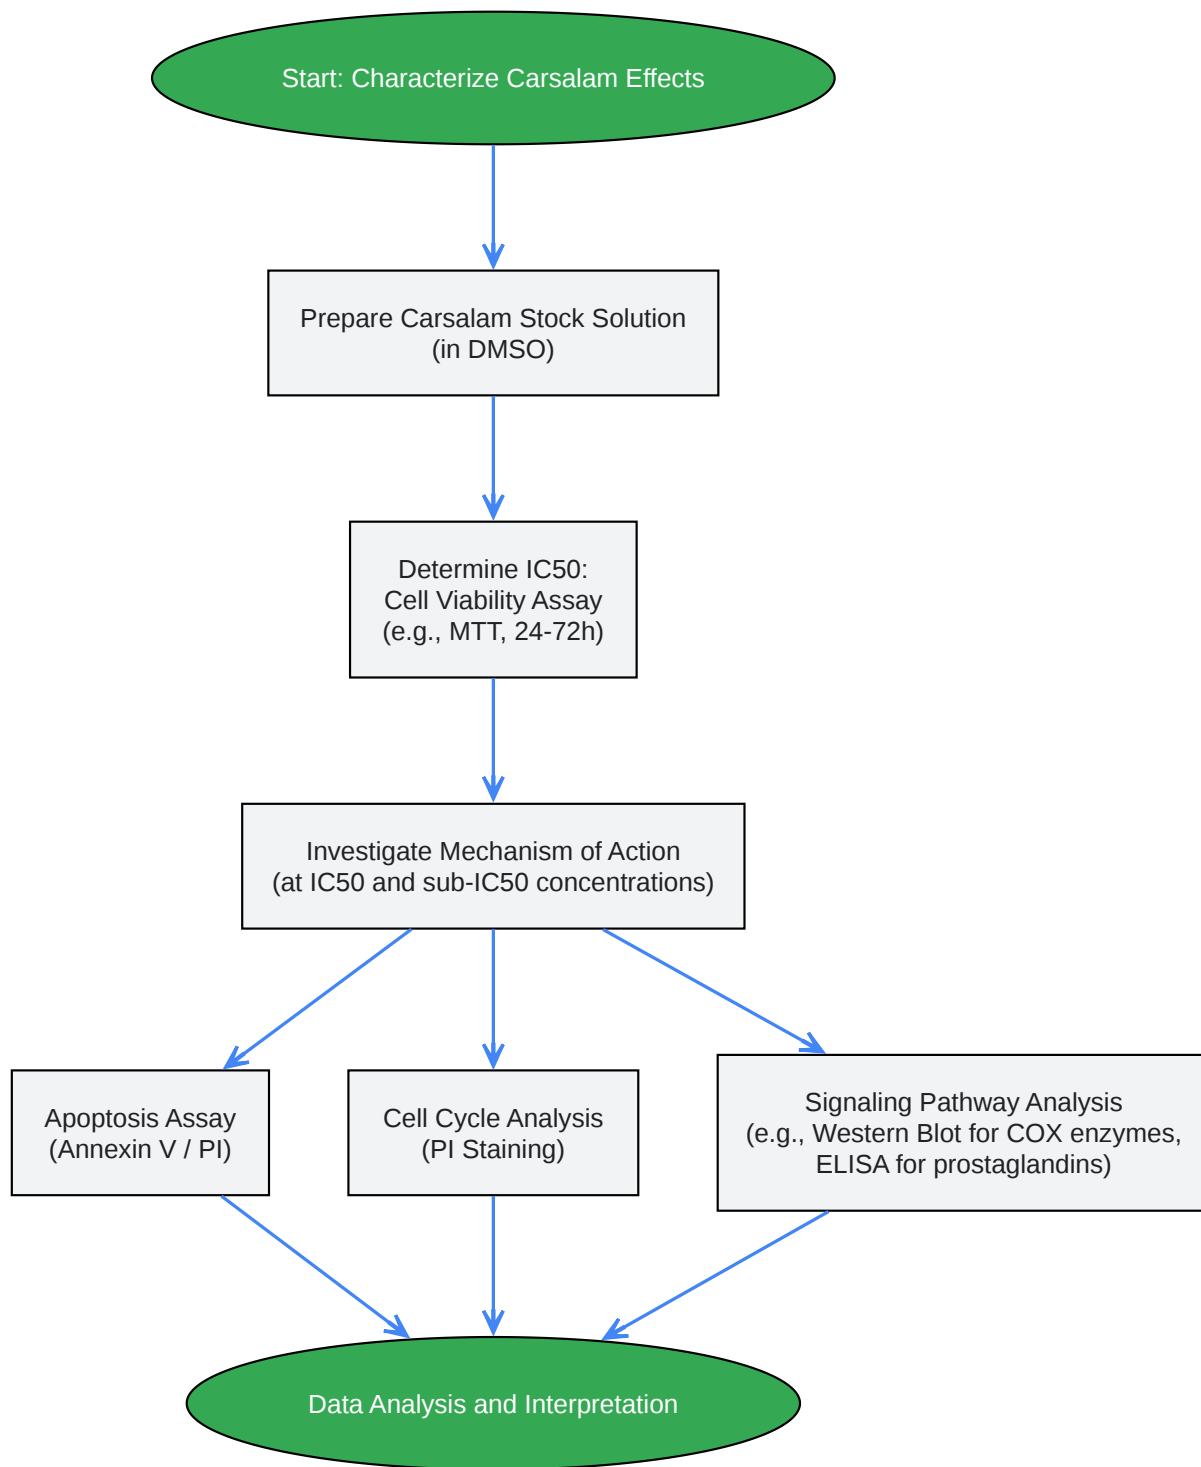 Start: Characterize Carsalam Effects
Prepare Carsalam Stock Solution
(in DMSO)
Determine IC50:
Cell Viability Assay
(e.g., MTT, 24-72h)
Investigate Mechanism of Action
(at IC50 and sub-IC50 concentrations)
Apoptosis Assay
(Annexin V / PI)
Cell Cycle Analysis
(PI Staining)
Signaling Pathway Analysis
(e.g., Western Blot for COX enzymes,
ELISA for prostaglandins)
Data Analysis and Interpretation